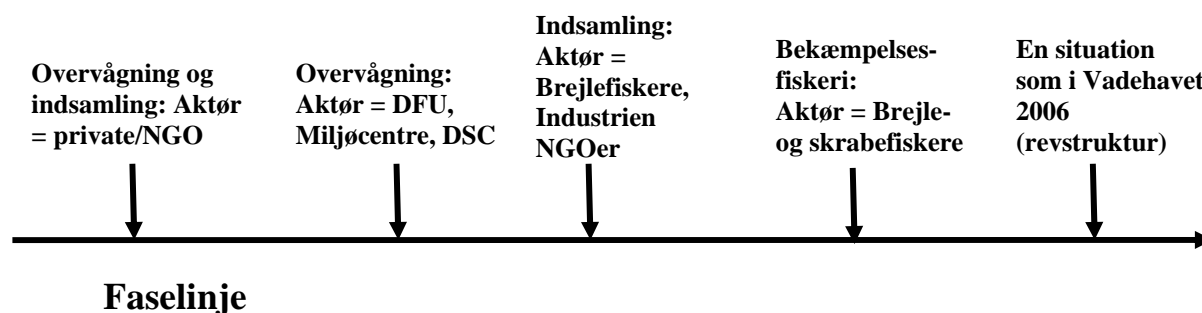 Overvågning og
indsamling: Aktør
= private/NGO
Overvågning:
Aktør = DFU,
Miljøcentre, DSC
Indsamling:
Aktør =
Brejlefiskere,
Industrien
NGOer
Bekæmpelses-
fiskeri:
Aktør = Brejle-
og skrabefiskere
En situation
som i Vadehavet
2006
(revstruktur)
Faselinje